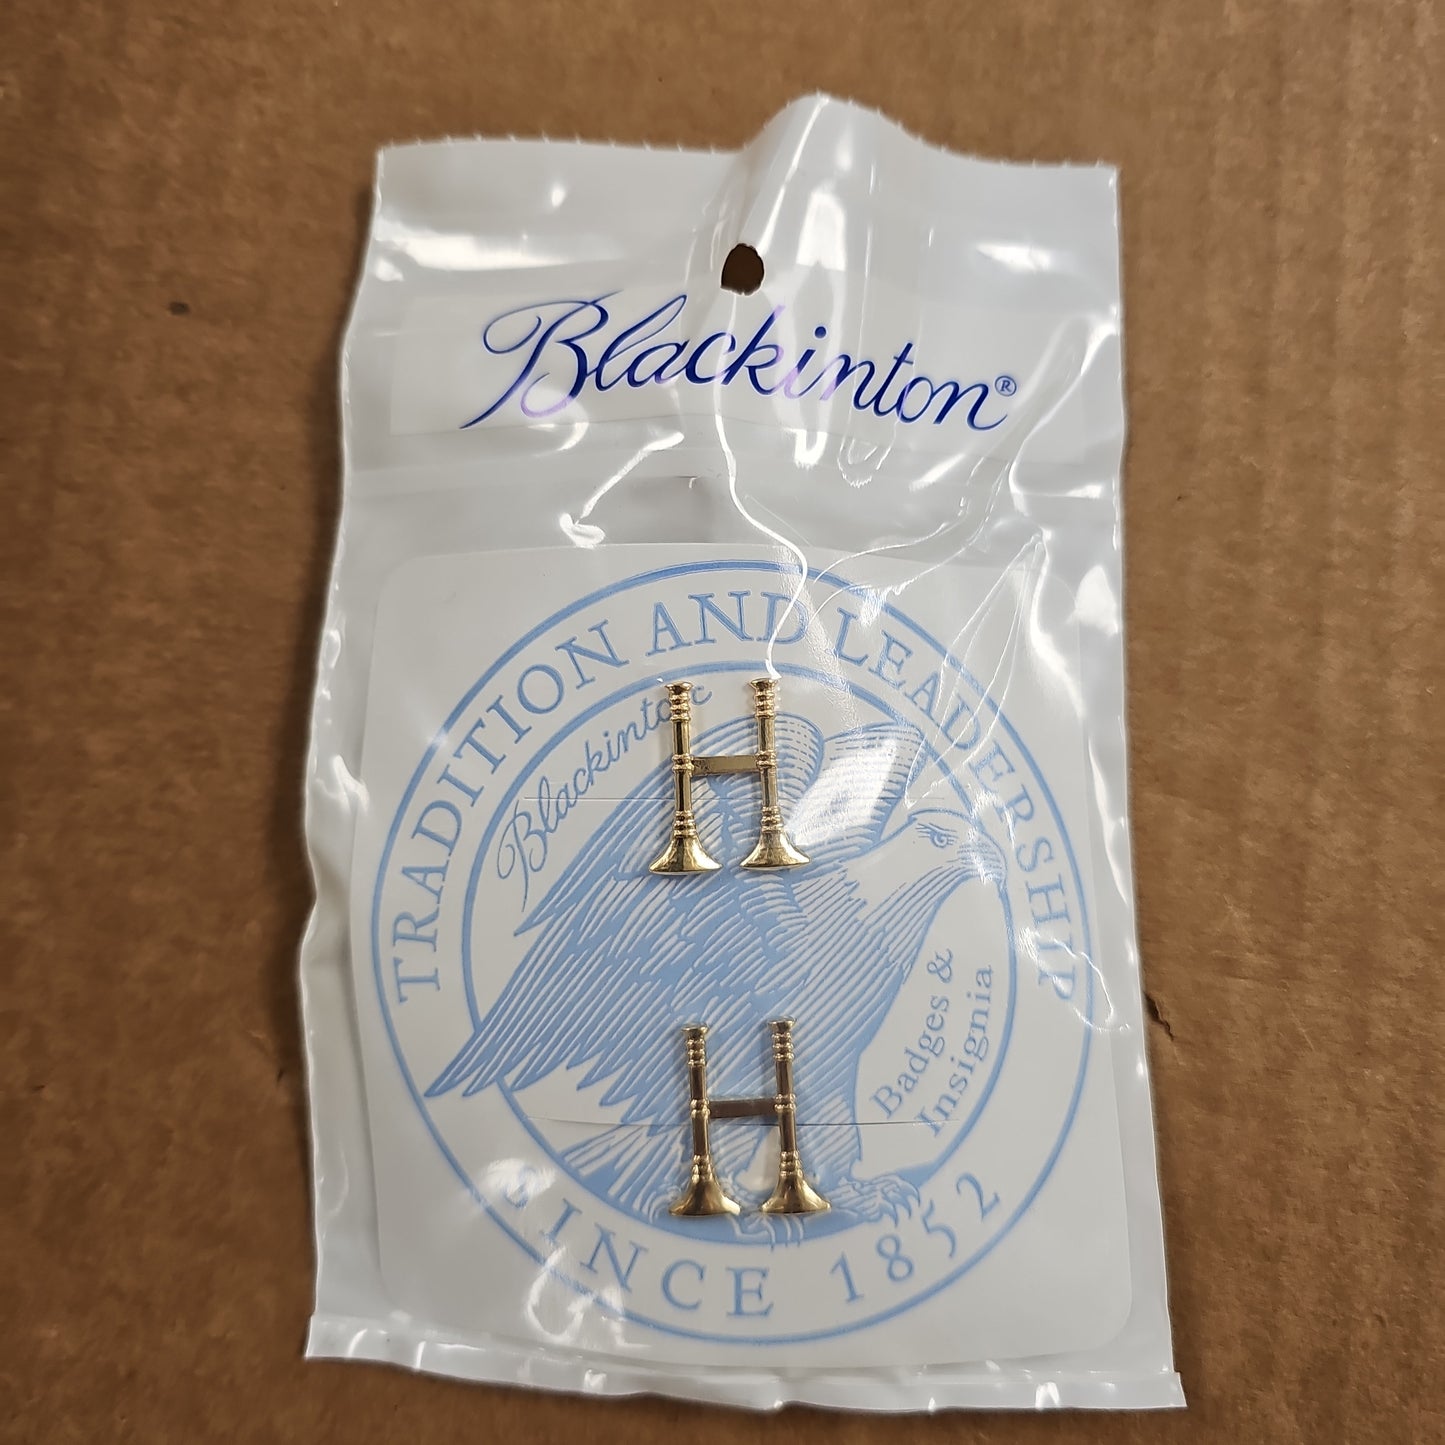 Blackinton®
TRADITION AND LEADERSHIP
Blackinton
Badges &
Insignia
SINCE 1852